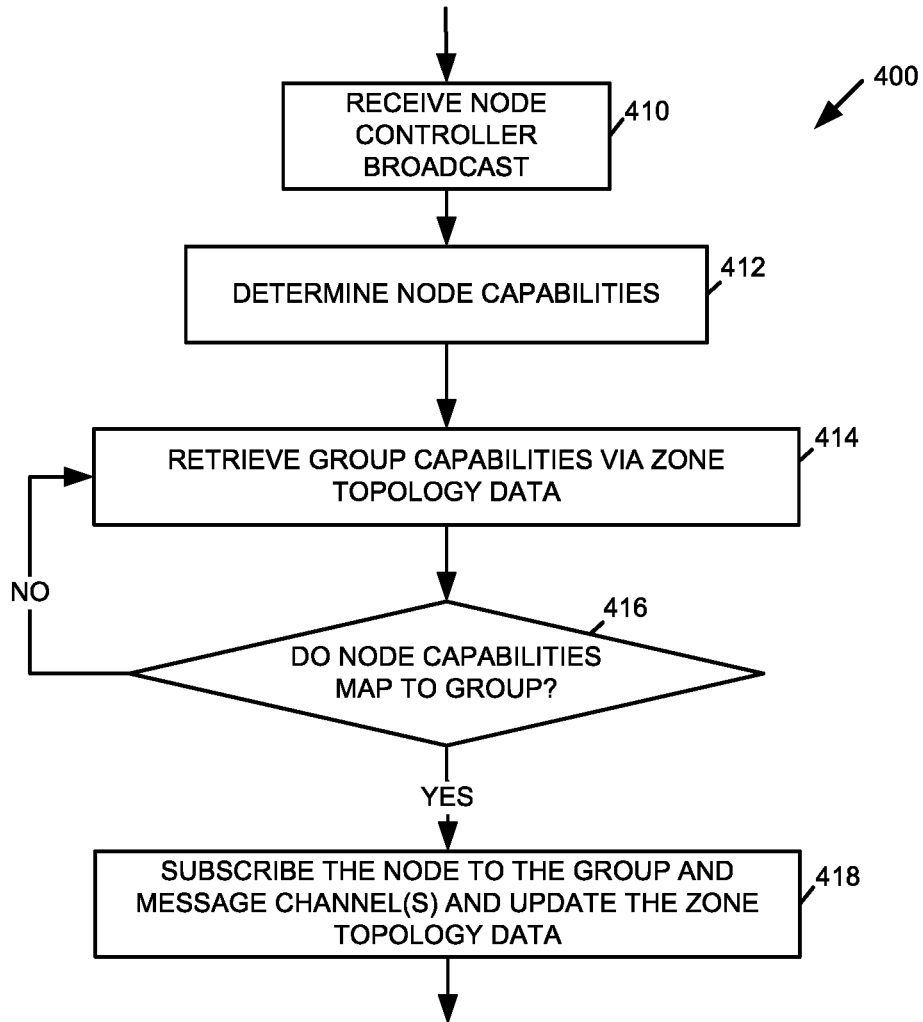 400
RECEIVE NODE
CONTROLLER
BROADCAST
410
DETERMINE NODE CAPABILITIES
412
RETRIEVE GROUP CAPABILITIES VIA ZONE
TOPOLOGY DATA
414
NO
416
DO NODE CAPABILITIES
MAP TO GROUP?
YES
SUBSCRIBE THE NODE TO THE GROUP AND
MESSAGE CHANNEL(S) AND UPDATE THE ZONE
TOPOLOGY DATA
418